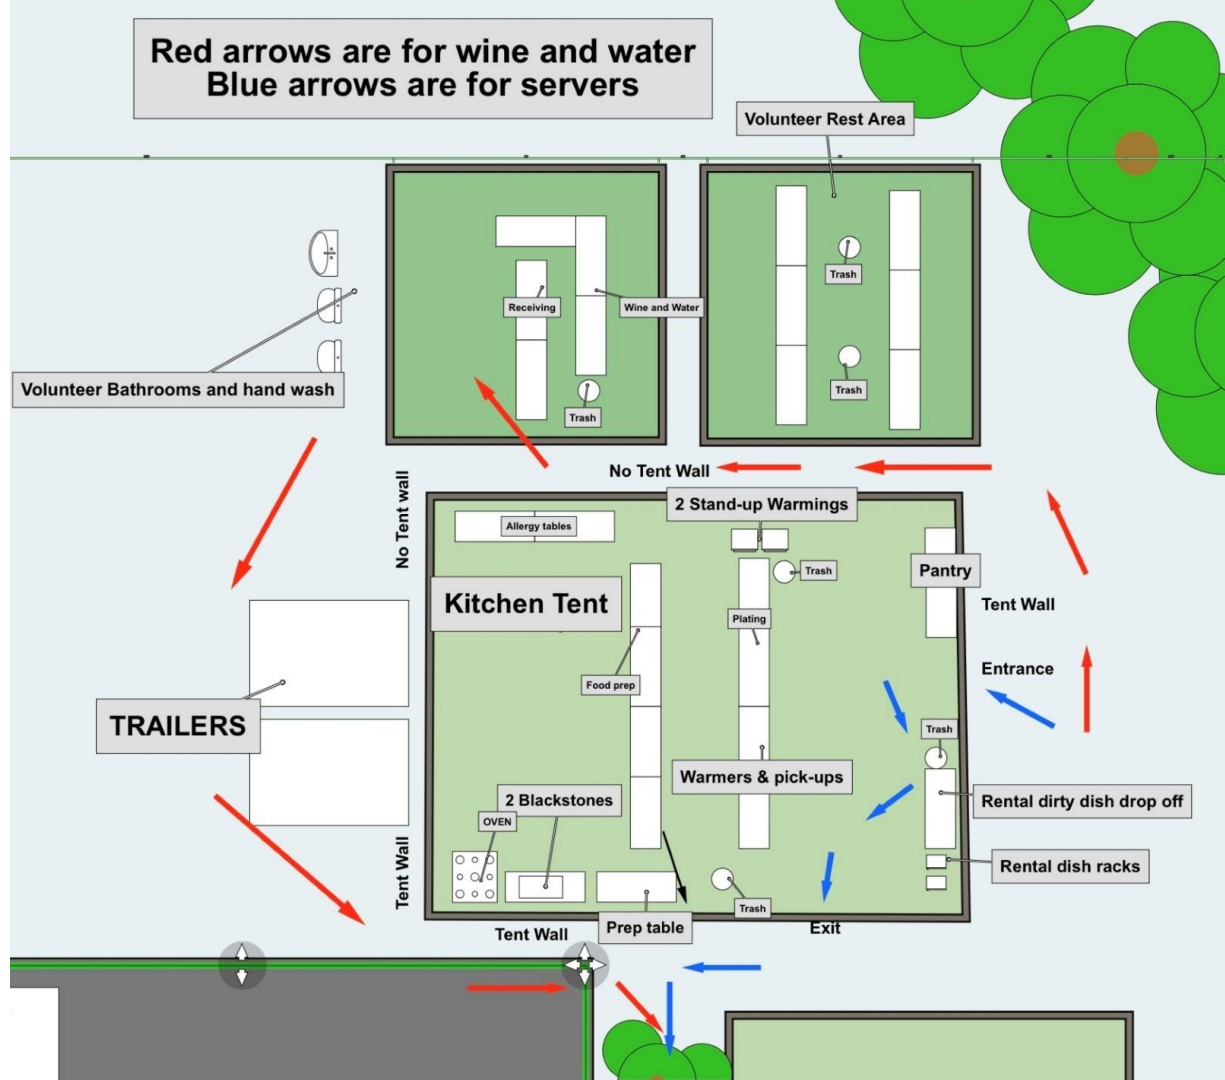 Red arrows are for wine and water
Blue arrows are for servers
Volunteer Rest Area
Trash
Receiving
Wine and Water
Trash
Trash
Volunteer Bathrooms and hand wash
No Tent Wall
No Tent wall
2 Stand-up Warmings
Allergy tables
Trash
Pantry
Kitchen Tent
Tent Wall
Plating
Entrance
Food prep
TRAILERS
Trash
Warmers & pick-ups
2 Blackstones
Rental dirty dish drop off
OVEN
Rental dish racks
Tent Wall
Trash
Prep table
Exit
Tent Wall